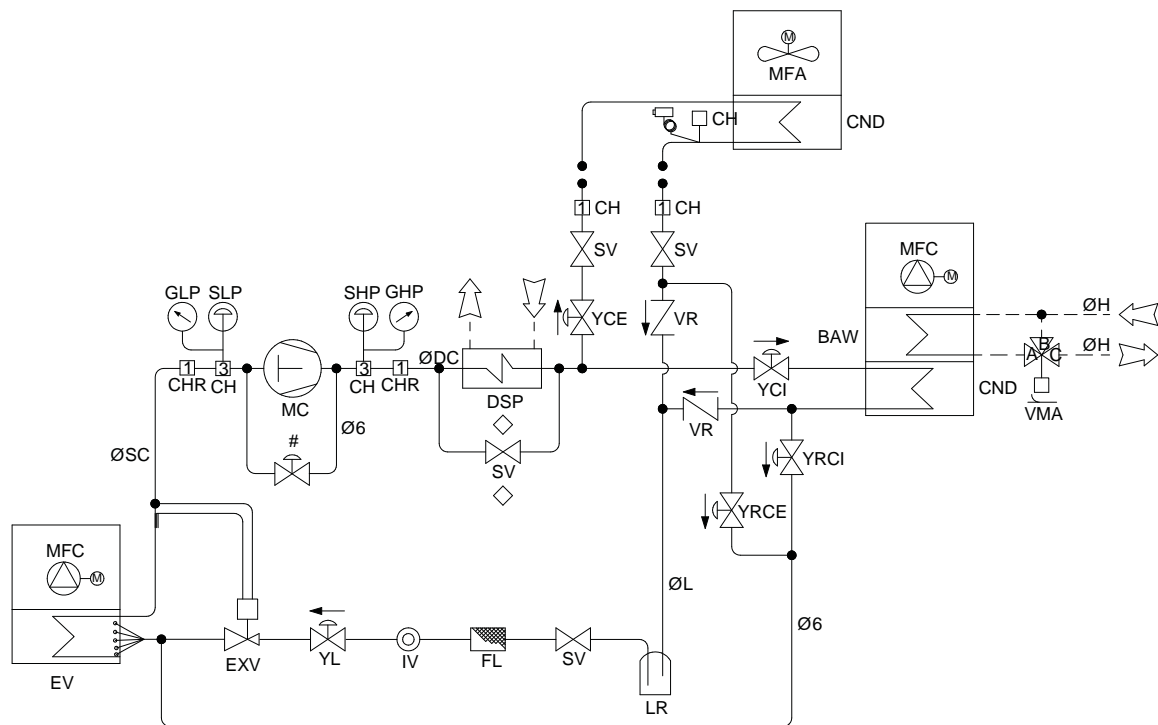 M
MFA
CH
CND
1
CH
1
CH
SV
SV
MFC
M
GLP
SLP
SHP
GHP
YCE
VR
BAW
ØH
ØH
B
A
C
ØDC
1
3
3
1
CHR
CH
MC
CH
CHR
DSP
YCI
CND
VMA
VR
#
Ø6
SV
YRCI
ØSC
YRCE
MFC
M
ØL
Ø6
EXV
YL
IV
FL
SV
EV
LR